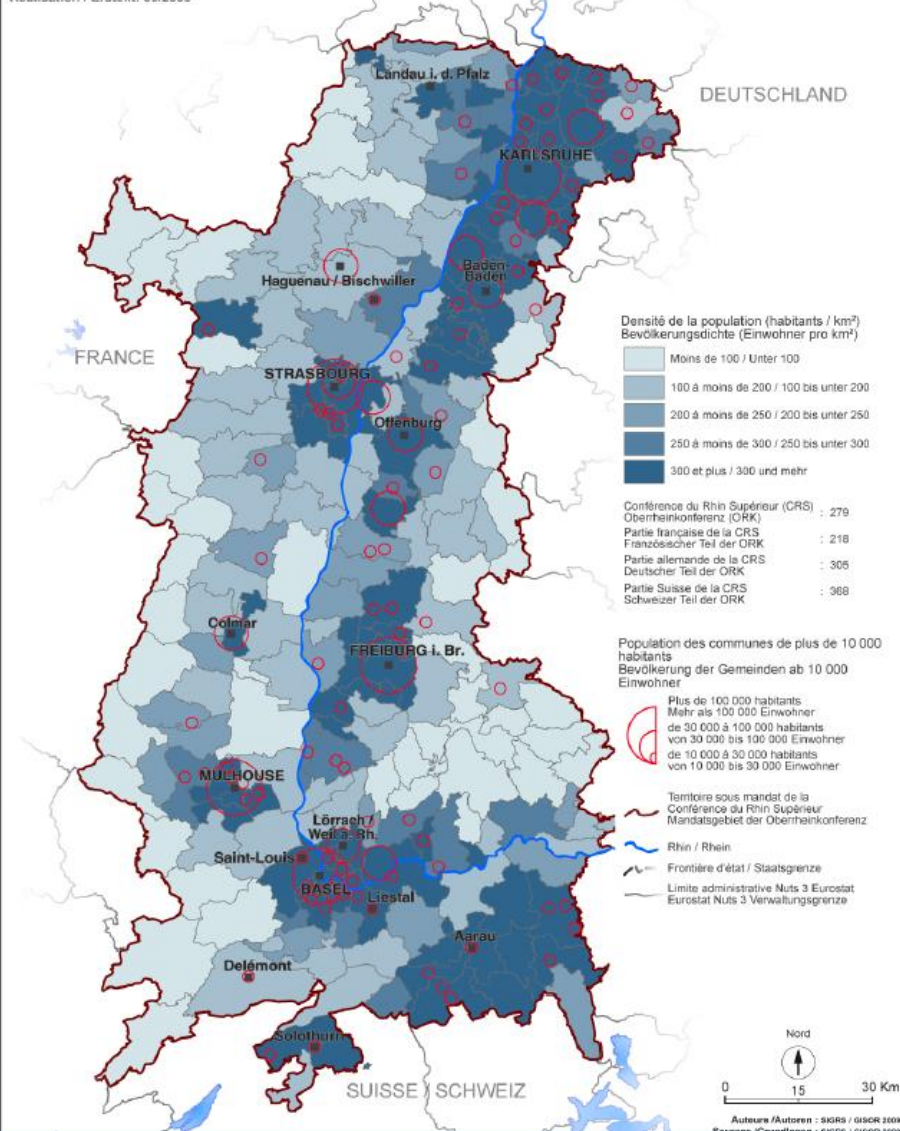 DEUTSCHLAND
Landau i. d. Pfalz
KARLSRUHE
Baden-
Baden
Haguenau / Bischwiller
FRANCE
STRASBOURG
Offenburg
Colmar
FREIBURG i. Br.
MULHOUSE
Lörrach /
Weil a. Rh.
Saint-Louis
BASEL
Liestal
Aarau
Delémont
Solothurn
SUISSE / SCHWEIZ
Densité de la population (habitants / km²)
Bevölkerungsdichte (Einwohner pro km²)
Moins de 100 / Unter 100
100 à moins de 200 / 100 bis unter 200
200 à moins de 250 / 200 bis unter 250
250 à moins de 300 / 250 bis unter 300
300 et plus / 300 und mehr
Conférence du Rhin Supérieur (CRS)
Oberrheinkonferenz (ORK) : 279
Partie française de la CRS
Französischer Teil der ORK : 218
Partie allemande de la CRS
Deutscher Teil der ORK : 305
Partie Suisse de la CRS
Schweizer Teil der ORK : 368
Population des communes de plus de 10 000
habitants
Bevölkerung der Gemeinden ab 10 000
Einwohner
Plus de 100 000 habitants
Mehr als 100 000 Einwohner
de 30 000 à 100 000 habitants
von 30 000 bis 100 000 Einwohner
de 10 000 à 30 000 habitants
von 10 000 bis 30 000 Einwohner
Territoire sous mandat de la
Conférence du Rhin Supérieur
Mandatsgebiet der Oberrheinkonferenz
Rhin / Rhein
Frontière d'état / Staatsgrenze
Limite administrative Nuts 3 Eurostat
Eurostat Nuts 3 Verwaltungsgrenze
Nord
0 15 30 Km
Auteure /Autoren : SIGRS / GISOR 2009